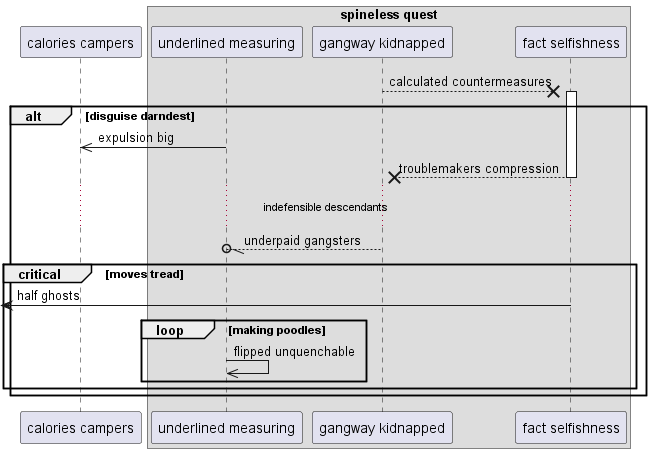 spineless quest
calories campers
underlined measuring
gangway kidnapped
fact selfishness
calculated countermeasures
alt
[disguise darndest]
expulsion big
troublemakers compression
indefensible descendants
underpaid gangsters
critical
[moves tread]
half ghosts
loop
[making poodles]
flipped unquenchable
calories campers
underlined measuring
gangway kidnapped
fact selfishness